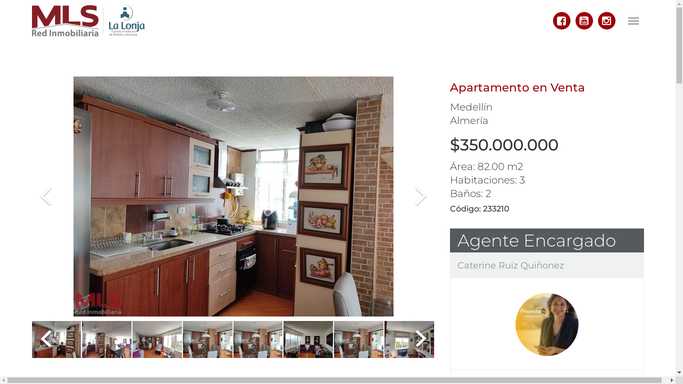 MLS
Red Inmobiliaria
La Lonja
Apartamento en Venta
Medellín
Almería
$350.000.000
Área: 82.00 m2
Habitaciones: 3
Baños: 2
Código: 233210
Agente Encargado
Caterine Ruiz Quiñonez
MLS
Red Inmobiliaria